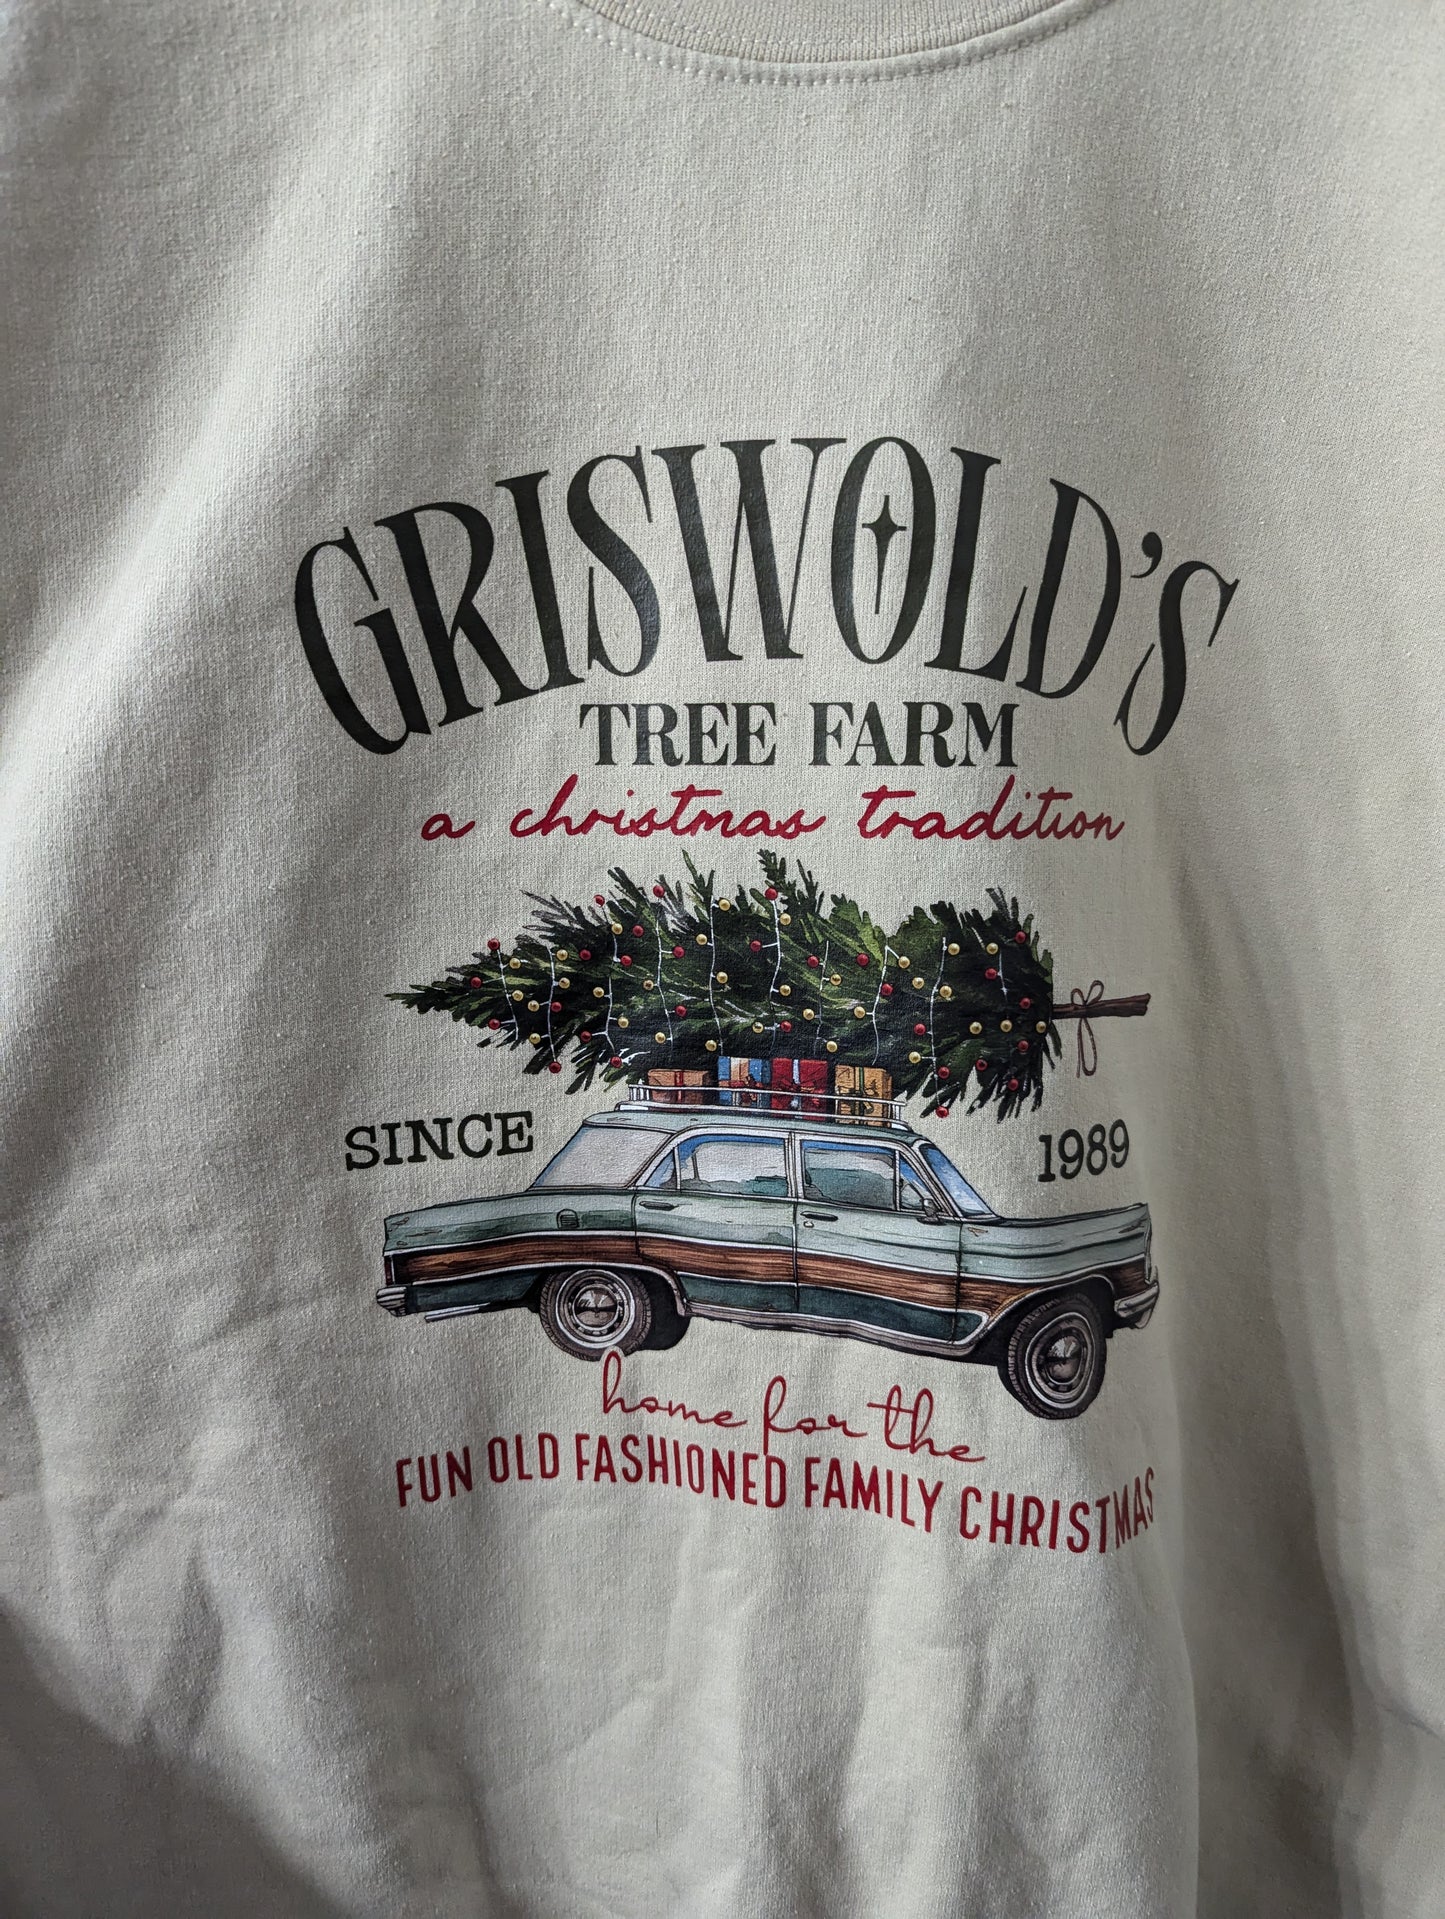 GRISWOLD'S
TREE FARM
a christmas tradition
SINCE 1989
home for the
FUN OLD FASHIONED FAMILY CHRISTMAS